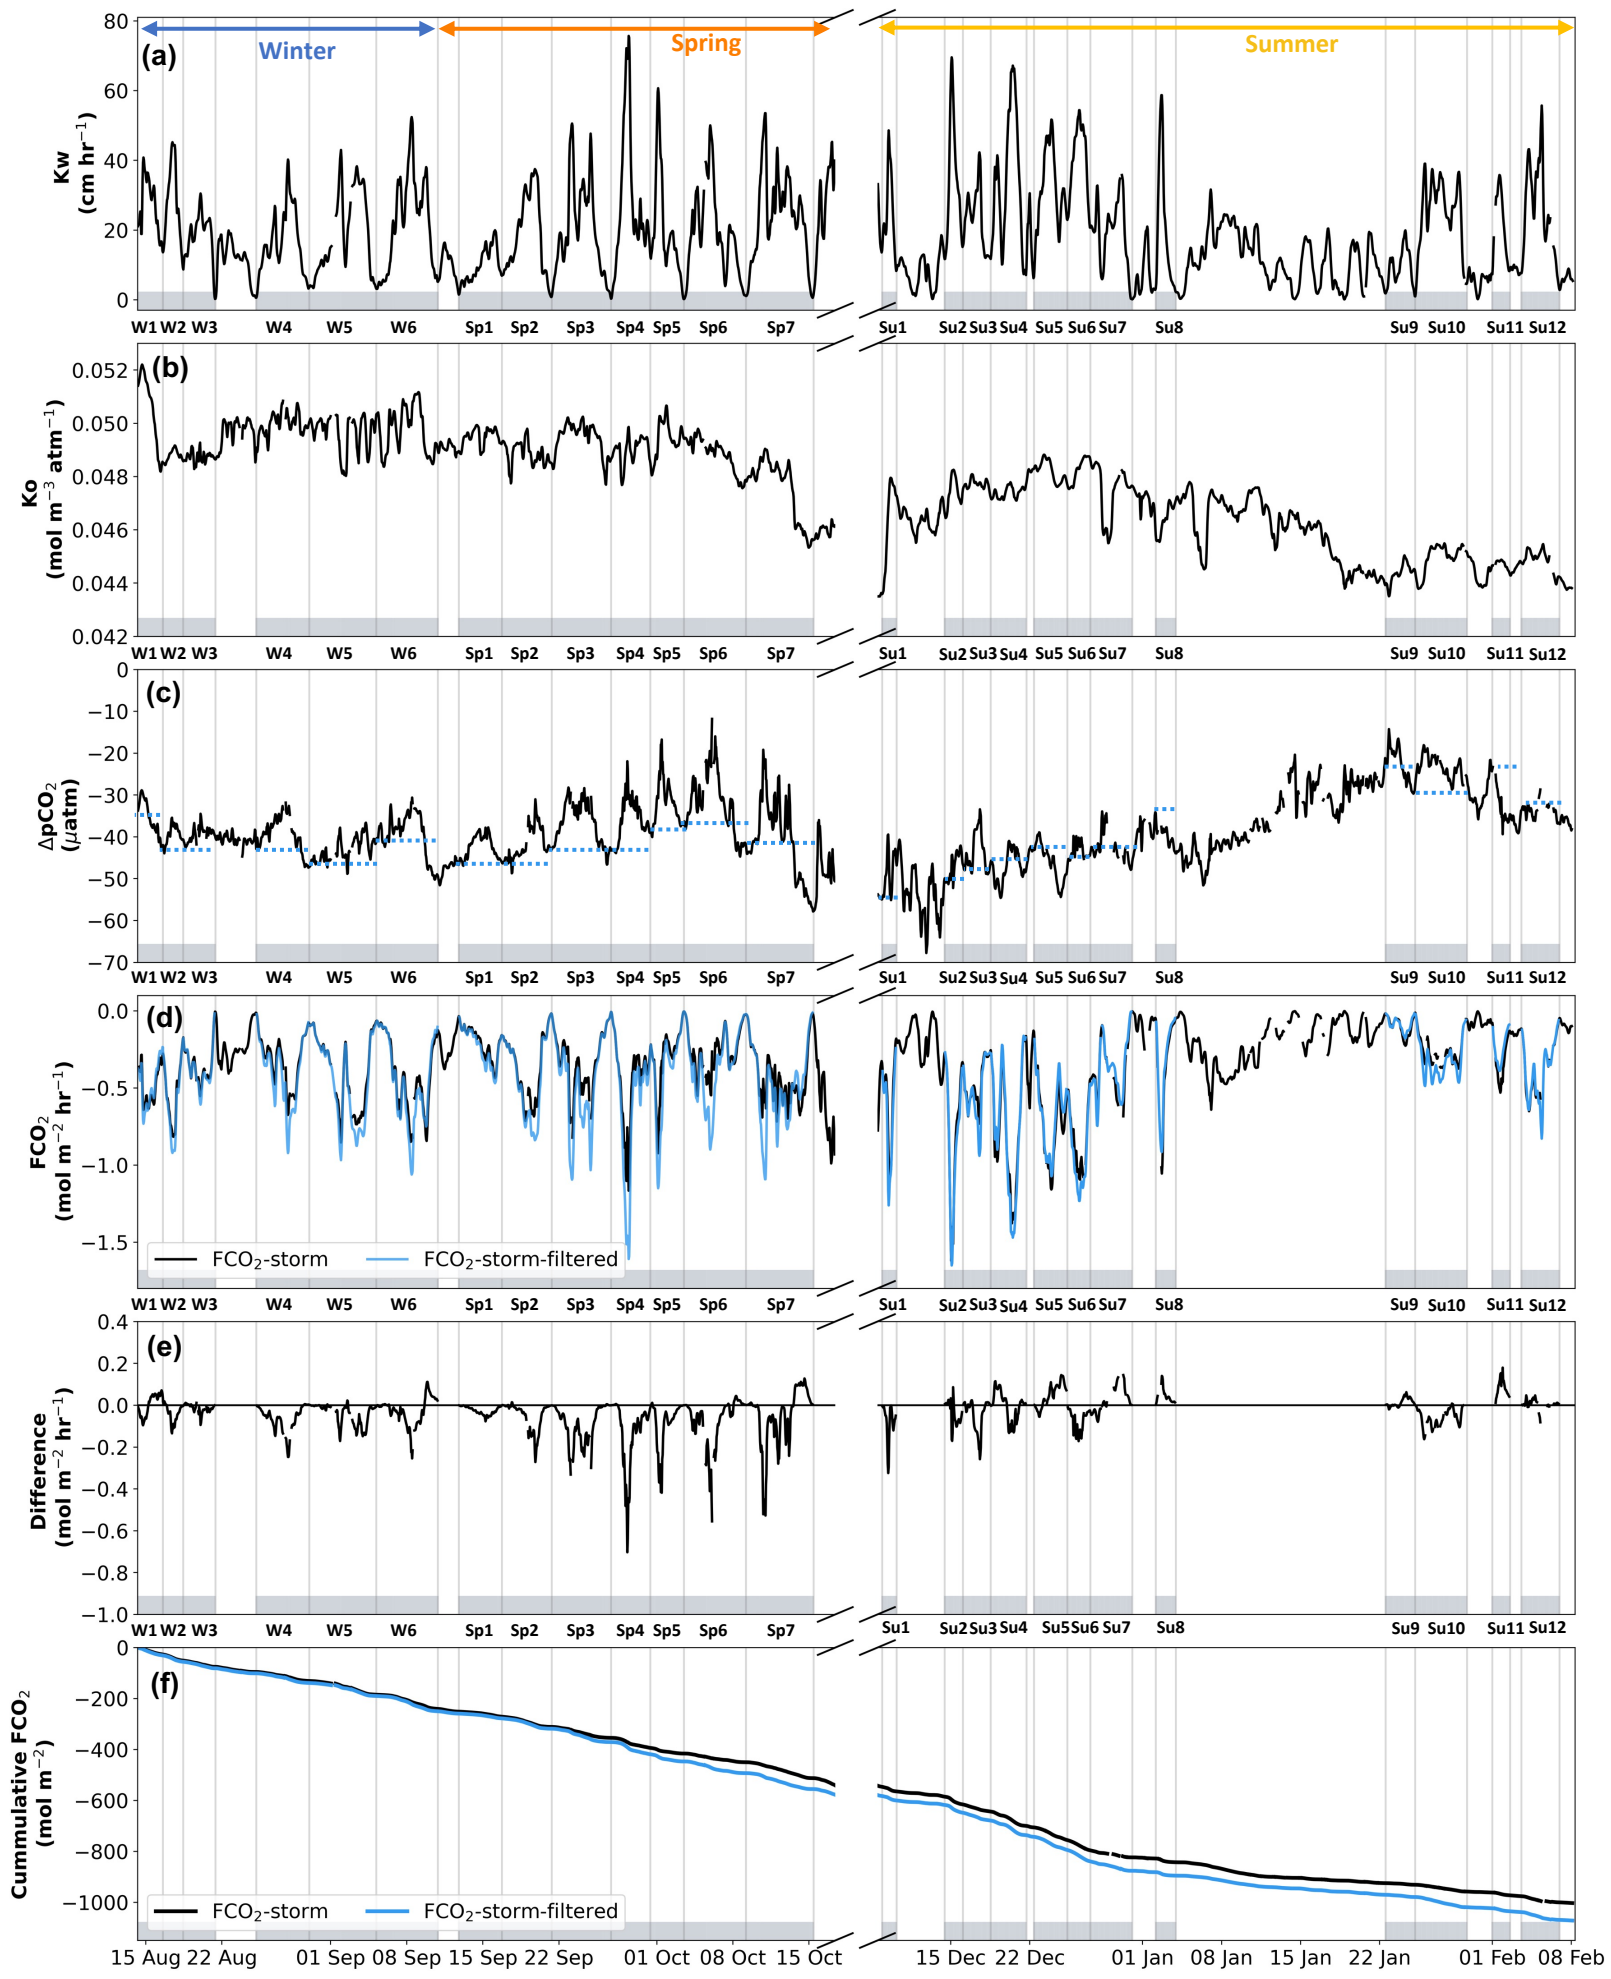 Winter Spring Summer
(a)
80
60
40
20
0
Kw
(cm hr⁻¹)
W1 W2 W3 W4 W5 W6 Sp1 Sp2 Sp3 Sp4 Sp5 Sp6 Sp7 Su1 Su2 Su3 Su4 Su5 Su6 Su7 Su8 Su9 Su10 Su11 Su12
(b)
0.052
0.050
0.048
0.046
0.044
0.042
Ko
(mol m⁻³ atm⁻¹)
W1 W2 W3 W4 W5 W6 Sp1 Sp2 Sp3 Sp4 Sp5 Sp6 Sp7 Su1 Su2 Su3 Su4 Su5 Su6 Su7 Su8 Su9 Su10 Su11 Su12
(c)
0
−10
−20
−30
−40
−50
−60
−70
ΔpCO₂
(μatm)
W1 W2 W3 W4 W5 W6 Sp1 Sp2 Sp3 Sp4 Sp5 Sp6 Sp7 Su1 Su2 Su3 Su4 Su5 Su6 Su7 Su8 Su9 Su10 Su11 Su12
(d)
0.0
−0.5
−1.0
−1.5
FCO₂
(mol m⁻² hr⁻¹)
FCO₂-storm FCO₂-storm-filtered
W1 W2 W3 W4 W5 W6 Sp1 Sp2 Sp3 Sp4 Sp5 Sp6 Sp7 Su1 Su2 Su3 Su4 Su5 Su6 Su7 Su8 Su9 Su10 Su11 Su12
(e)
0.4
0.2
0.0
−0.2
−0.4
−0.6
−0.8
−1.0
Difference
(mol m⁻² hr⁻¹)
W1 W2 W3 W4 W5 W6 Sp1 Sp2 Sp3 Sp4 Sp5 Sp6 Sp7 Su1 Su2 Su3 Su4 Su5 Su6 Su7 Su8 Su9 Su10 Su11 Su12
(f)
0
−200
−400
−600
−800
−1000
Cummulative FCO₂
(mol m⁻²)
FCO₂-storm FCO₂-storm-filtered
15 Aug 22 Aug 01 Sep 08 Sep 15 Sep 22 Sep 01 Oct 08 Oct 15 Oct 15 Dec 22 Dec 01 Jan 08 Jan 15 Jan 22 Jan 01 Feb 08 Feb